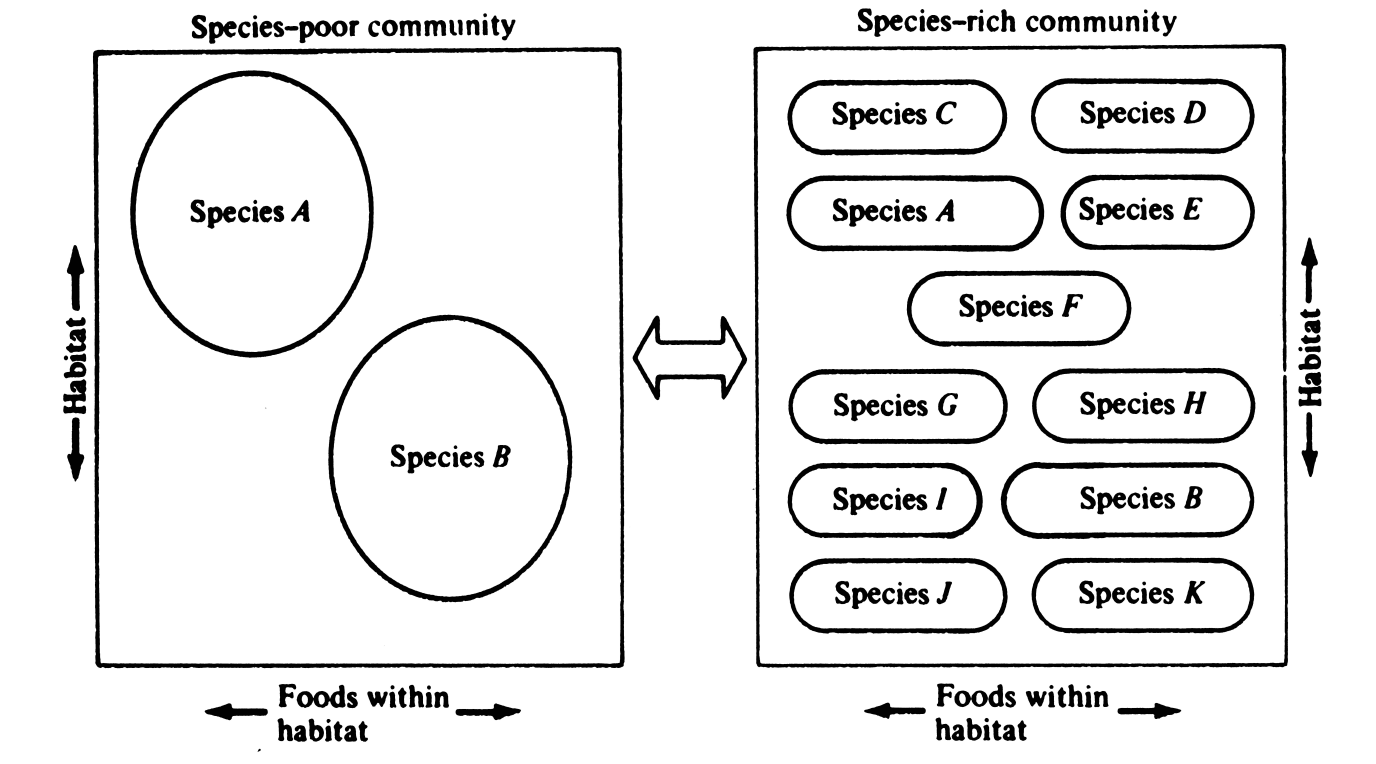 Species-poor community
Species-rich community
Species A
Species B
Species C
Species D
Species A
Species E
Species F
Species G
Species H
Species I
Species B
Species J
Species K
Habitat
Habitat
Foods within
habitat
Foods within
habitat